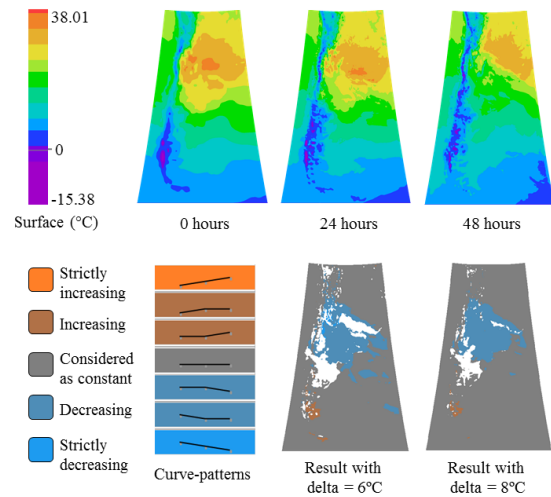 38.01
0
-15.38
Surface (°C)
0 hours
24 hours
48 hours
Strictly
increasing
Increasing
Considered
as constant
Decreasing
Strictly
decreasing
Curve-patterns
Result with
delta = 6ºC
Result with
delta = 8ºC